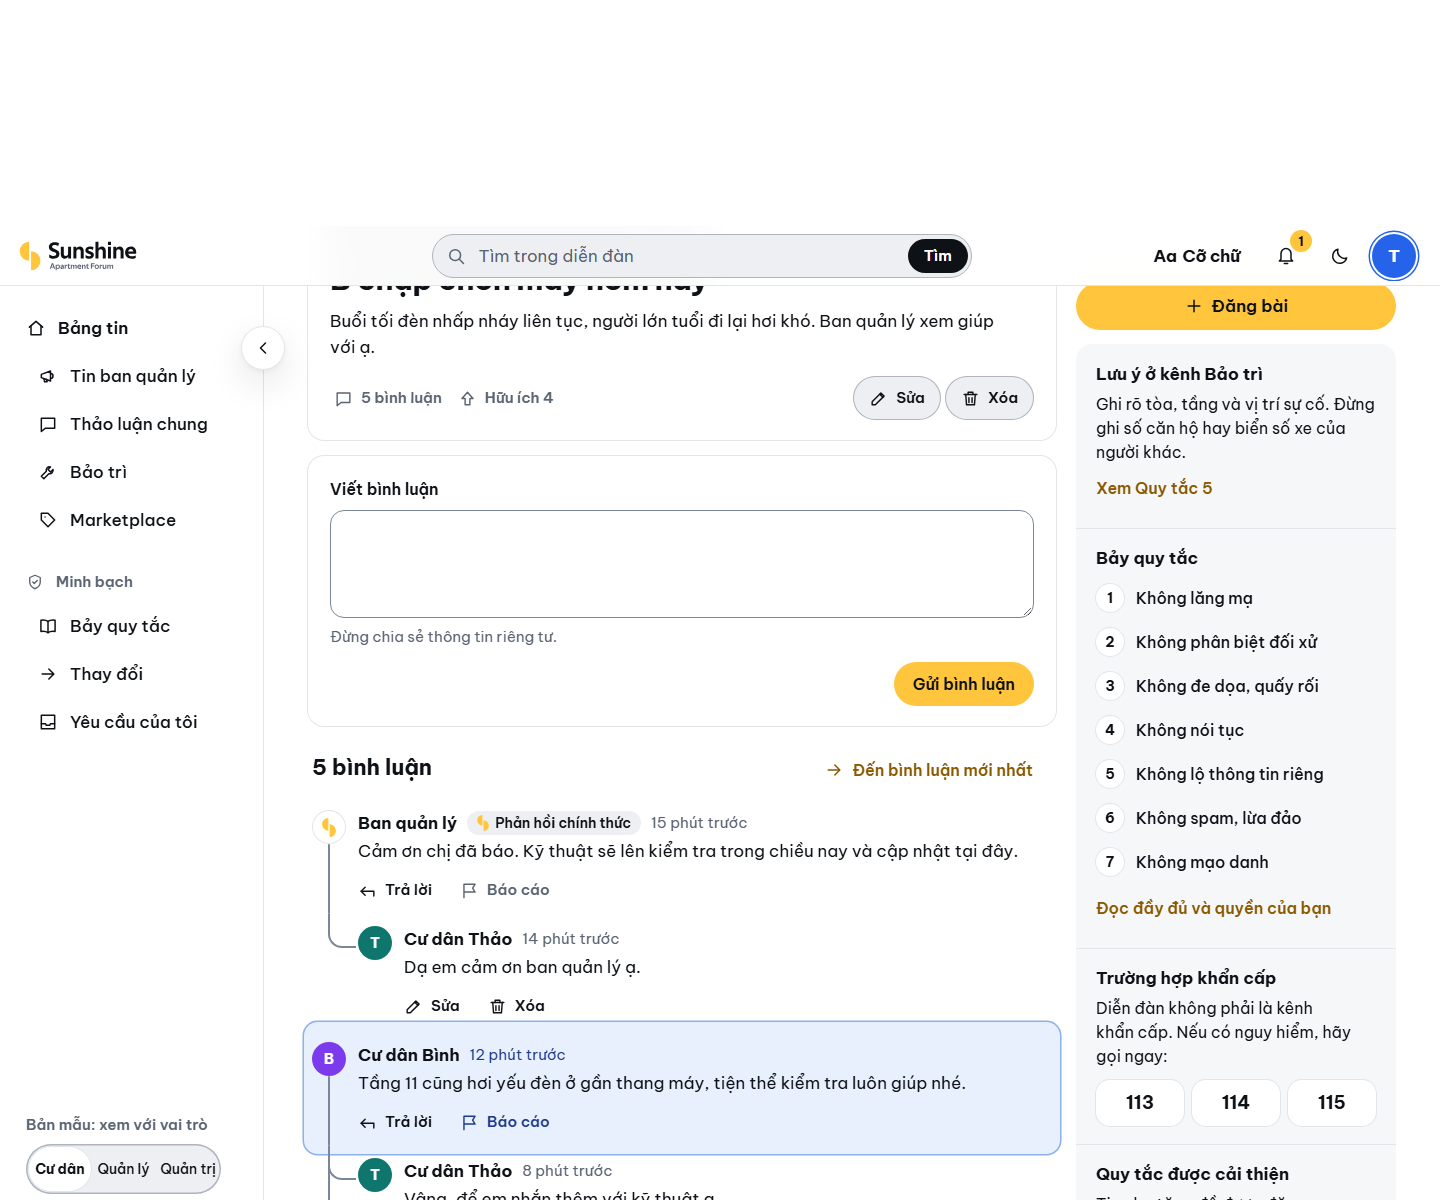 Sunshine
Apartment Forum
Tìm trong diễn đàn
Tìm
Aa Cỡ chữ
1
T
Bảng tin
Tin ban quản lý
Thảo luận chung
Bảo trì
Marketplace
Minh bạch
Bảy quy tắc
Thay đổi
Yêu cầu của tôi
Bản mẫu: xem với vai trò
Cư dân
Quản lý
Quản trị
Buổi tối đèn nhấp nháy liên tục, người lớn tuổi đi lại hơi khó. Ban quản lý xem giúp
với ạ.
5 bình luận
Hữu ích 4
Sửa
Xóa
Viết bình luận
Đừng chia sẻ thông tin riêng tư.
Gửi bình luận
5 bình luận
Đến bình luận mới nhất
Ban quản lý
Phản hồi chính thức
15 phút trước
Cảm ơn chị đã báo. Kỹ thuật sẽ lên kiểm tra trong chiều nay và cập nhật tại đây.
Trả lời
Báo cáo
T
Cư dân Thảo
14 phút trước
Dạ em cảm ơn ban quản lý ạ.
Sửa
Xóa
B
Cư dân Bình
12 phút trước
Tầng 11 cũng hơi yếu đèn ở gần thang máy, tiện thể kiểm tra luôn giúp nhé.
Trả lời
Báo cáo
T
Cư dân Thảo
8 phút trước
Vâng, để em nhắn thêm với kỹ thuật ạ
Đăng bài
Lưu ý ở kênh Bảo trì
Ghi rõ tòa, tầng và vị trí sự cố. Đừng
ghi số căn hộ hay biển số xe của
người khác.
Xem Quy tắc 5
Bảy quy tắc
1 Không lăng mạ
2 Không phân biệt đối xử
3 Không đe dọa, quấy rối
4 Không nói tục
5 Không lộ thông tin riêng
6 Không spam, lừa đảo
7 Không mạo danh
Đọc đầy đủ và quyền của bạn
Trường hợp khẩn cấp
Diễn đàn không phải là kênh
khẩn cấp. Nếu có nguy hiểm, hãy
gọi ngay:
113
114
115
Quy tắc được cải thiện